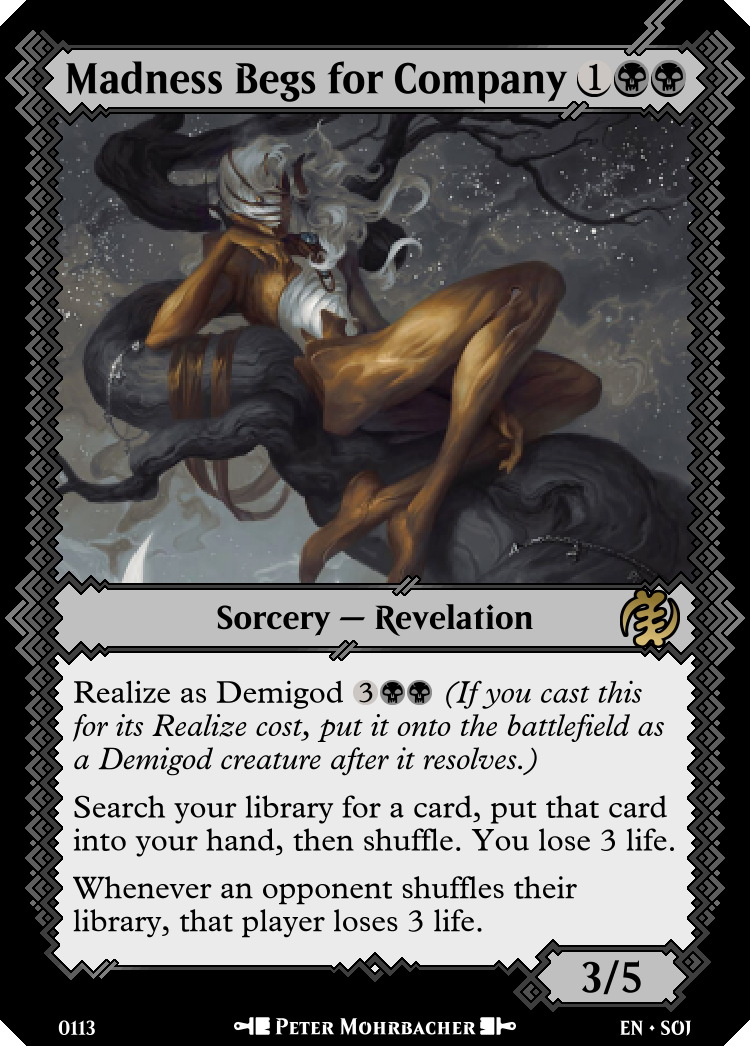 Madness Begs for Company 1
Sorcery — Revelation
Realize as Demigod 3 (If you cast this
for its Realize cost, put it onto the battlefield as
a Demigod creature after it resolves.)
Search your library for a card, put that card
into your hand, then shuffle. You lose 3 life.
Whenever an opponent shuffles their
library, that player loses 3 life.
3/5
0113 Peter Mohrbacher EN • SOI